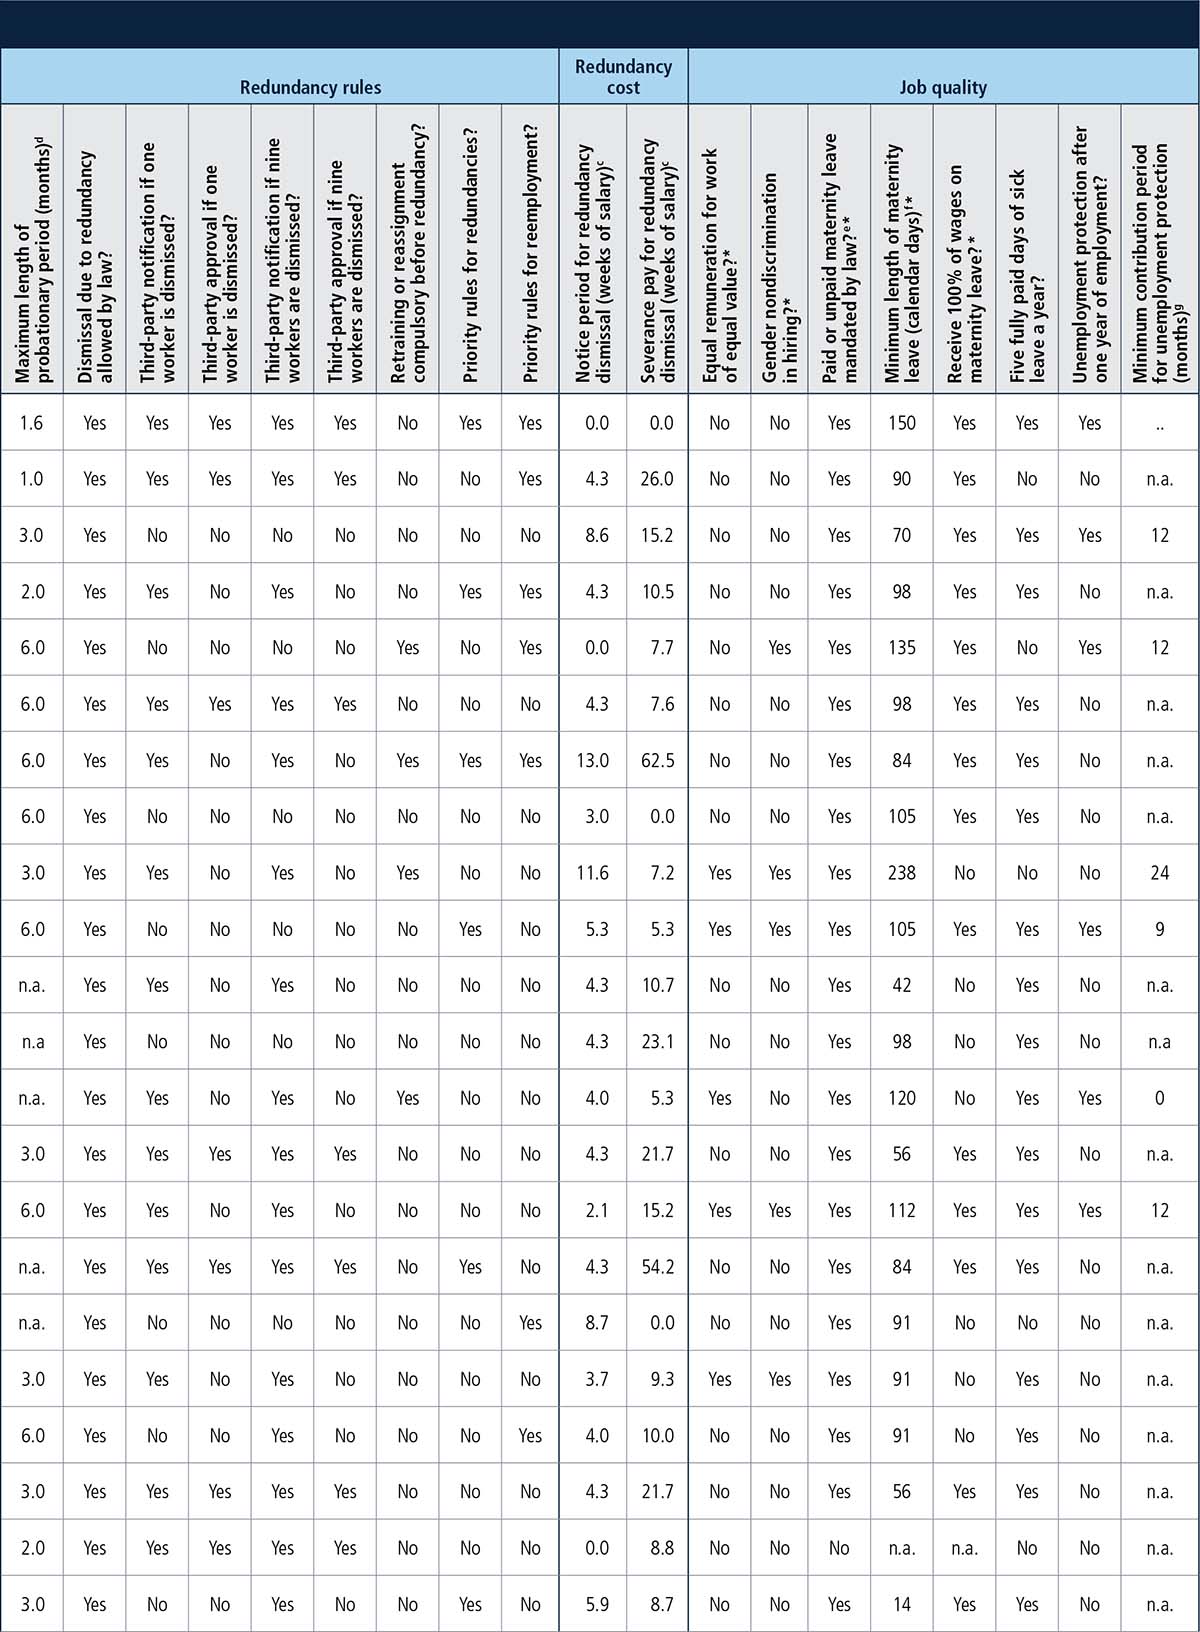 Redundancy rules
Redundancy
cost
Job quality
Maximum length of
probationary period (months)d
Dismissal due to redundancy
allowed by law?
Third-party notification if one
worker is dismissed?
Third-party approval if one
worker is dismissed?
Third-party notification if nine
workers are dismissed?
Third-party approval if nine
workers are dismissed?
Retraining or reassignment
compulsory before redundancy?
Priority rules for redundancies?
Priority rules for reemployment?
Notice period for redundancy
dismissal (weeks of salary)c
Severance pay for redundancy
dismissal (weeks of salary)c
Equal remuneration for work
of equal value?*
Gender nondiscrimination
in hiring?*
Paid or unpaid maternity leave
mandated by law?e*
Minimum length of maternity
leave (calendar days)f*
Receive 100% of wages on
maternity leave?*
Five fully paid days of sick
leave a year?
Unemployment protection after
one year of employment?
Minimum contribution period
for unemployment protection
(months)g
1.6 Yes Yes Yes Yes Yes No Yes Yes 0.0 0.0 No No Yes 150 Yes Yes Yes ..
1.0 Yes Yes Yes Yes Yes No No Yes 4.3 26.0 No No Yes 90 Yes No No n.a.
3.0 Yes No No No No No No No 8.6 15.2 No No Yes 70 Yes Yes Yes 12
2.0 Yes Yes No Yes No No Yes Yes 4.3 10.5 No No Yes 98 Yes Yes No n.a.
6.0 Yes No No No No Yes No Yes 0.0 7.7 No Yes Yes 135 Yes No Yes 12
6.0 Yes Yes Yes Yes Yes No No No 4.3 7.6 No No Yes 98 Yes Yes No n.a.
6.0 Yes Yes No Yes No Yes Yes Yes 13.0 62.5 No No Yes 84 Yes Yes No n.a.
6.0 Yes No No No No No No No 3.0 0.0 No No Yes 105 Yes Yes No n.a.
3.0 Yes Yes No Yes No Yes No No 11.6 7.2 Yes Yes Yes 238 No No No 24
6.0 Yes No No No No No Yes No 5.3 5.3 Yes Yes Yes 105 Yes Yes Yes 9
n.a. Yes Yes No Yes No No No No 4.3 10.7 No No Yes 42 No Yes No n.a.
n.a Yes No No No No No No No 4.3 23.1 No No Yes 98 No Yes No n.a
n.a. Yes Yes No Yes No Yes No No 4.0 5.3 Yes No Yes 120 No Yes Yes 0
3.0 Yes Yes Yes Yes Yes No No No 4.3 21.7 No No Yes 56 Yes Yes No n.a.
6.0 Yes Yes No Yes No No No No 2.1 15.2 Yes Yes Yes 112 Yes Yes Yes 12
n.a. Yes Yes Yes Yes Yes No Yes No 4.3 54.2 No No Yes 84 Yes Yes No n.a.
n.a. Yes No No No No No No Yes 8.7 0.0 No No Yes 91 No No No n.a.
3.0 Yes Yes No Yes No No No No 3.7 9.3 Yes Yes Yes 91 No Yes No n.a.
6.0 Yes No No Yes No No No Yes 4.0 10.0 No No Yes 91 No Yes No n.a.
3.0 Yes Yes Yes Yes Yes No No No 4.3 21.7 No No Yes 56 Yes Yes No n.a.
2.0 Yes Yes Yes Yes Yes No No No 0.0 8.8 No No No n.a. n.a. No No n.a.
3.0 Yes No No Yes No No Yes No 5.9 8.7 No No Yes 14 Yes Yes No n.a.